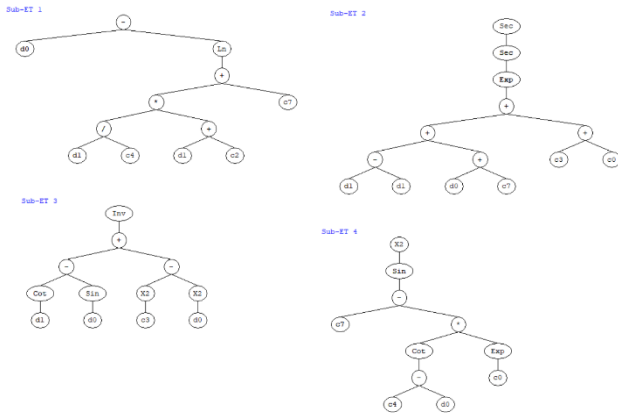 Sub-ET 1
-
d0 Ln
+
* c7
/ +
d1 c4 d1 c2
Sub-ET 2
Sec
Sec
Exp
+
+ +
- + c3 c0
d1 d1 d0 c7
Sub-ET 3
Inv
+
- -
Cot Sin X2 X2
d1 d0 c3 d0
Sub-ET 4
X2
Sin
-
c7 *
Cot Exp
- c0
c4 d0